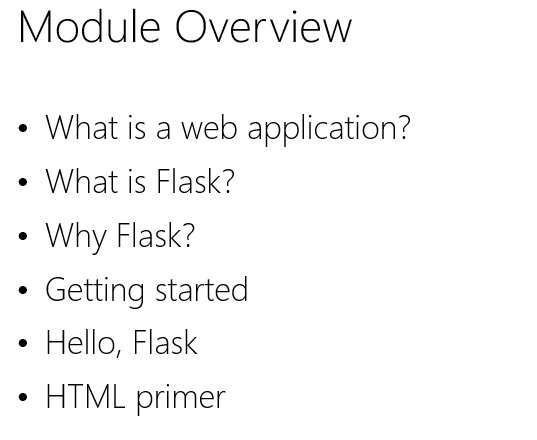 Module Overview
• What is a web application?
• What is Flask?
• Why Flask?
• Getting started
• Hello, Flask
• HTML primer